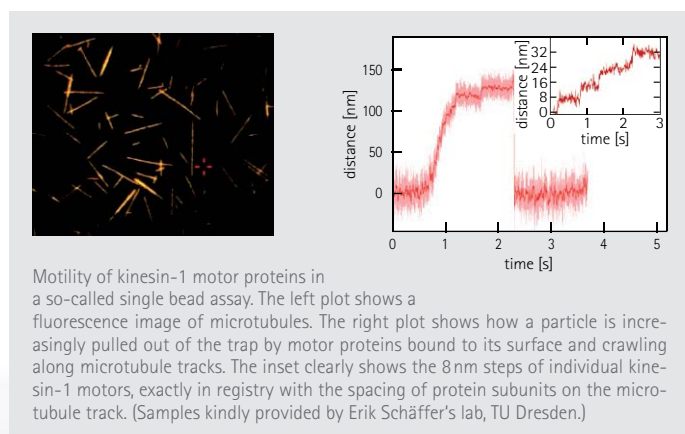 distance [nm]
150
100
50
0
0 1 2 3 4 5
time [s]
distance [nm]
32
24
16
8
0
0 1 2 3
time [s]
Motility of kinesin-1 motor proteins in
a so-called single bead assay. The left plot shows a
fluorescence image of microtubules. The right plot shows how a particle is incre-
asingly pulled out of the trap by motor proteins bound to its surface and crawling
along microtubule tracks. The inset clearly shows the 8 nm steps of individual kine-
sin-1 motors, exactly in registry with the spacing of protein subunits on the micro-
tubule track. (Samples kindly provided by Erik Schäffer's lab, TU Dresden.)